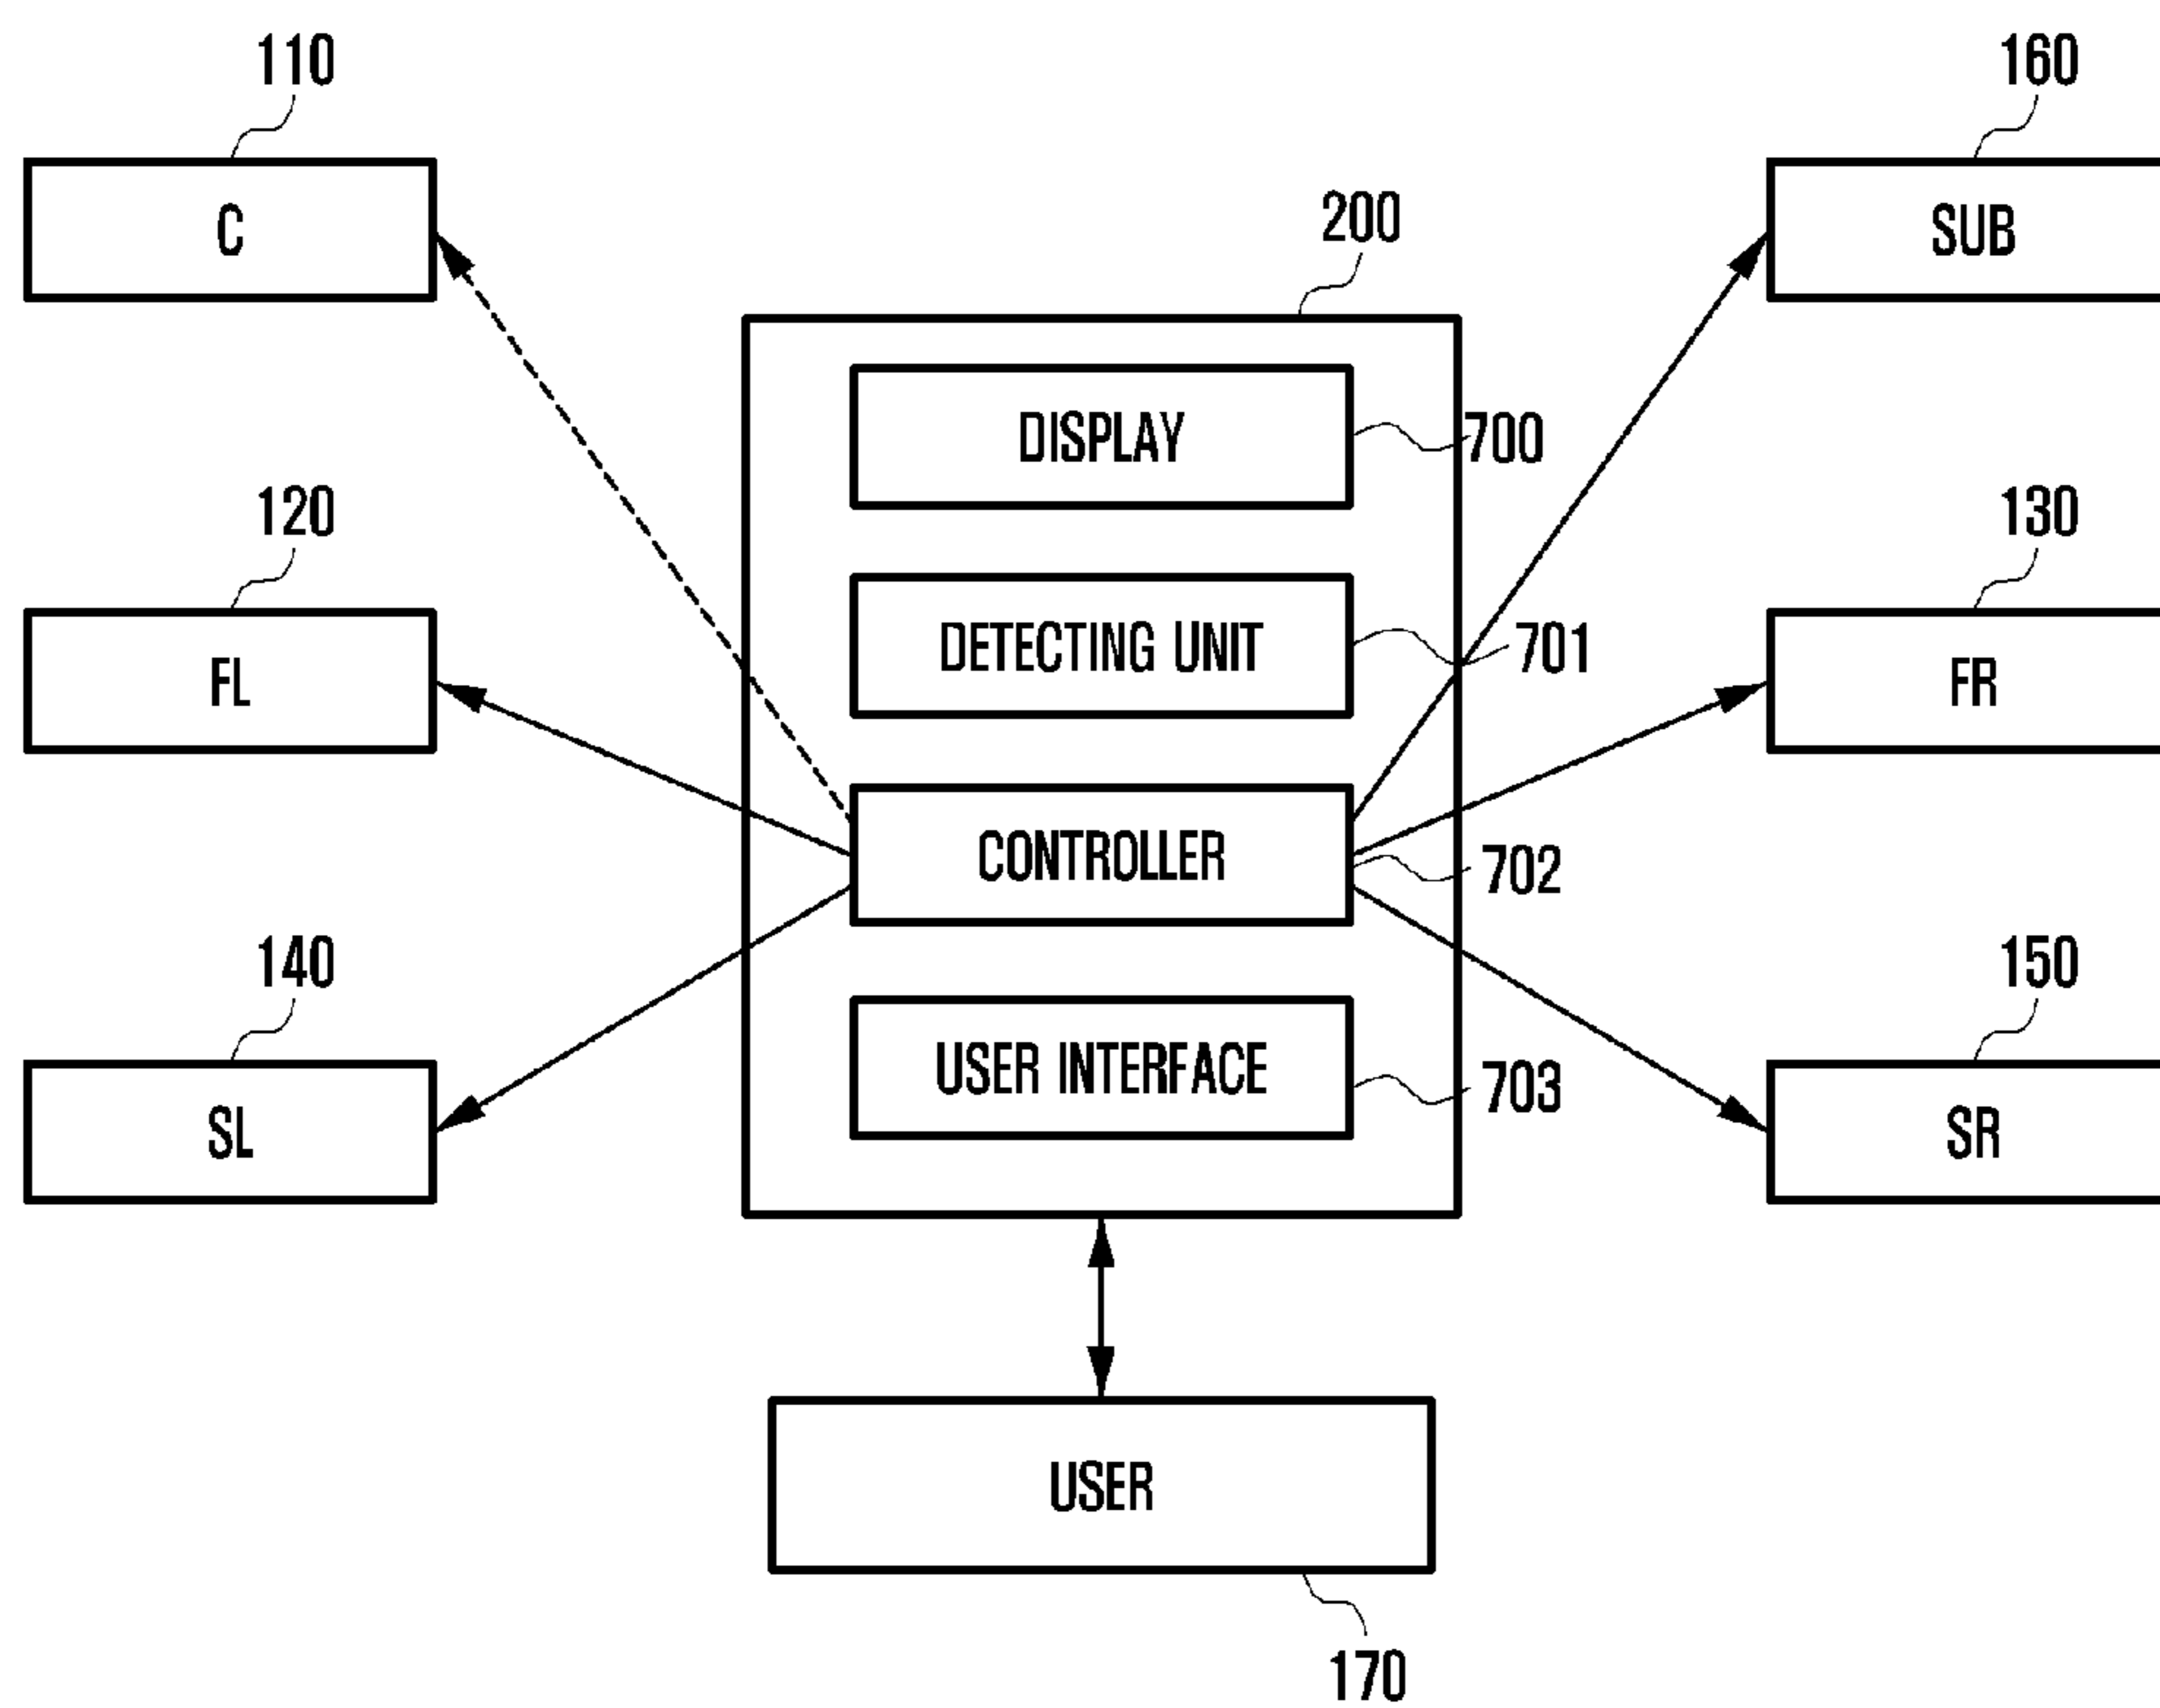 110
160
C
200
SUB
DISPLAY
700
120
130
DETECTING UNIT
701
FL
FR
CONTROLLER
702
140
150
USER INTERFACE
703
SL
SR
USER
170